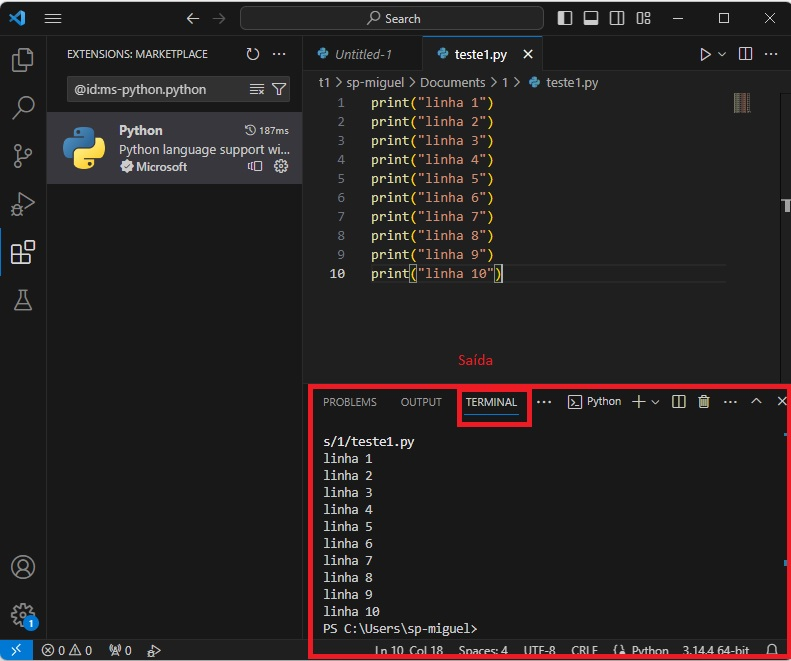 Search
EXTENSIONS: MARKETPLACE
@id:ms-python.python
Python
187ms
Python language support wi...
Microsoft
Untitled-1
teste1.py
t1 > sp-miguel > Documents > 1 > teste1.py
1 print("linha 1")
2 print("linha 2")
3 print("linha 3")
4 print("linha 4")
5 print("linha 5")
6 print("linha 6")
7 print("linha 7")
8 print("linha 8")
9 print("linha 9")
10 print("linha 10")
Saída
PROBLEMS OUTPUT TERMINAL ... Python
s/1/teste1.py
linha 1
linha 2
linha 3
linha 4
linha 5
linha 6
linha 7
linha 8
linha 9
linha 10
PS C:\Users\sp-miguel>
1
0 0 0 Ln 10, Col 18 Spaces: 4 UTF-8 CRLF {} Python 3.14.4 64-bit